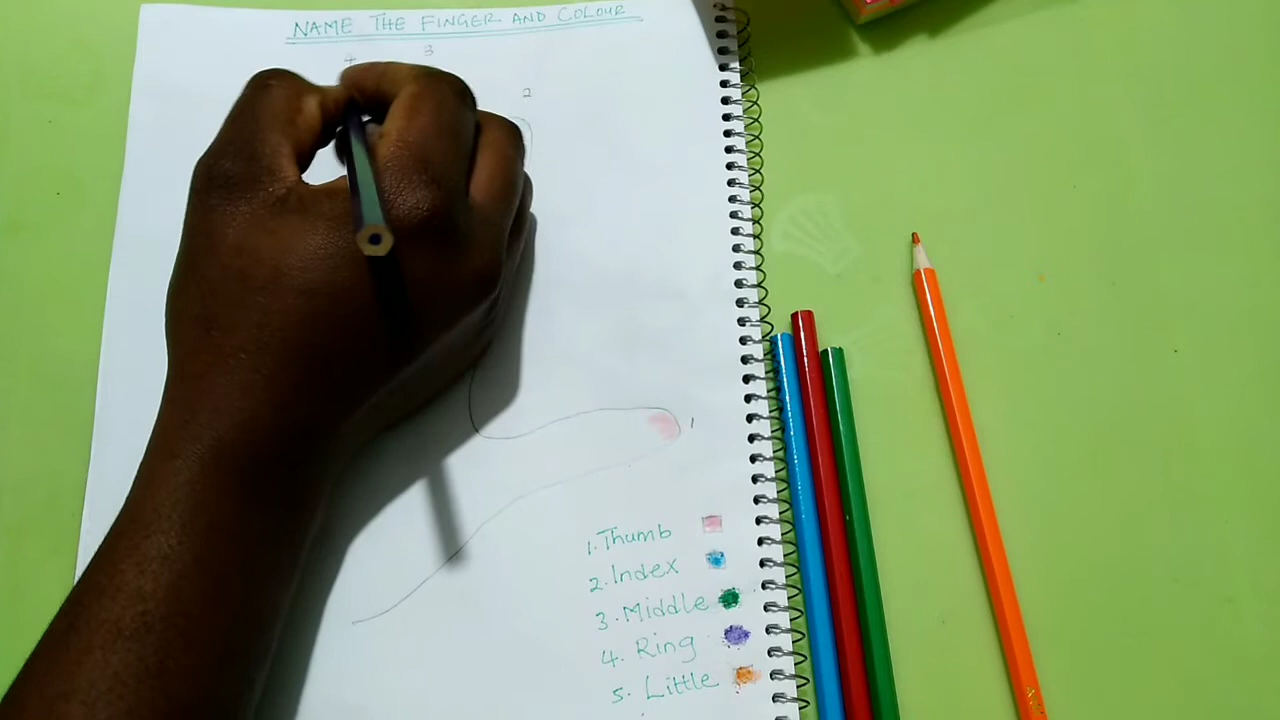 NAME THE FINGER AND COLOUR
4
3
2
1
1. Thumb
2. Index
3. Middle
4. Ring
5. Little